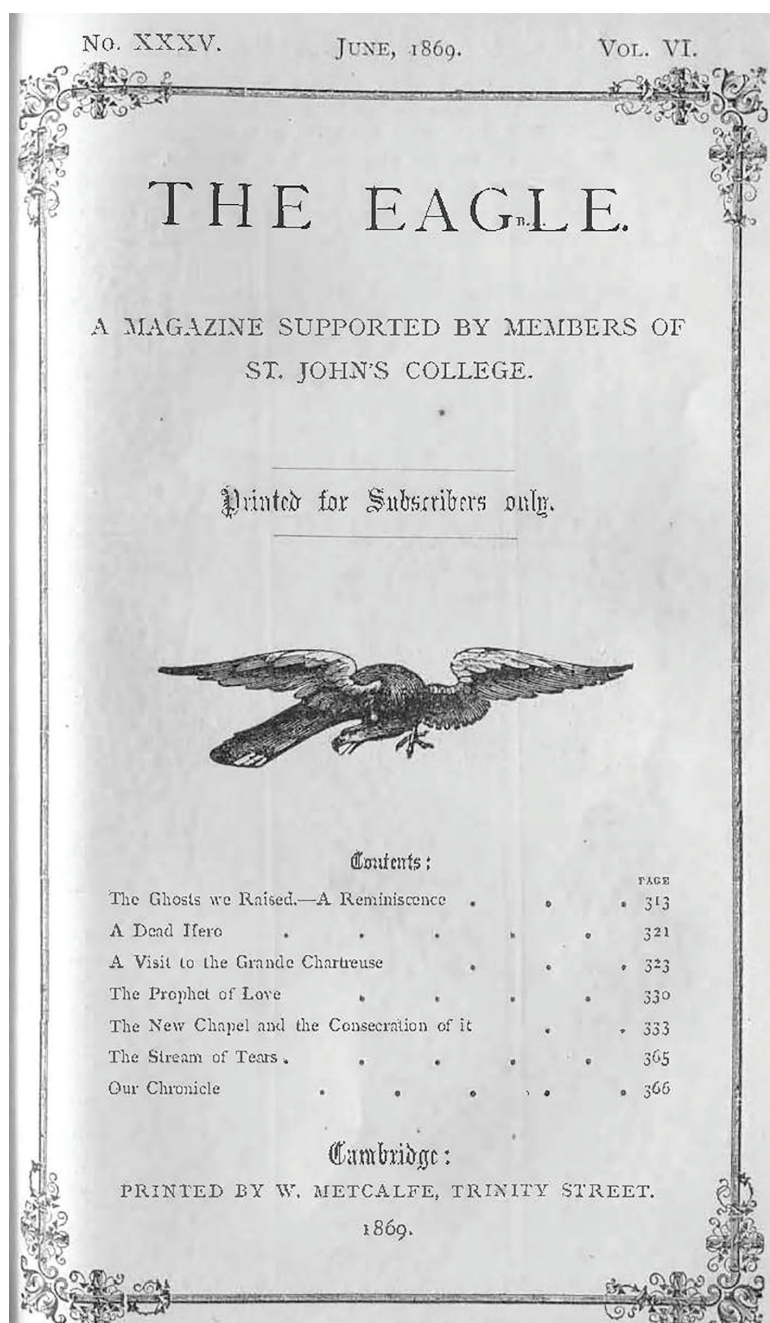 No. XXXV. JUNE, 1869. VOL. VI.
THE EAGLE.
A MAGAZINE SUPPORTED BY MEMBERS OF
ST. JOHN'S COLLEGE.
Printed for Subscribers only.
Contents:
PAGE
The Ghosts we Raised.—A Reminiscence . . . 313
A Dead Hero . . . . . 321
A Visit to the Grande Chartreuse . . . 323
The Prophet of Love . . . . 330
The New Chapel and the Consecration of it . . 333
The Stream of Tears . . . . . 365
Our Chronicle . . . . . 366
Cambridge:
PRINTED BY W. METCALFE, TRINITY STREET.
1869.